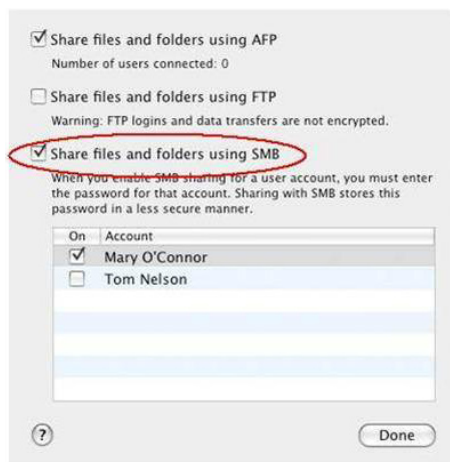 Share files and folders using AFP
Number of users connected: 0
Share files and folders using FTP
Warning: FTP logins and data transfers are not encrypted.
Share files and folders using SMB
When you enable SMB sharing for a user account, you must enter
the password for that account. Sharing with SMB stores this
password in a less secure manner.
On Account
Mary O'Connor
Tom Nelson
? Done